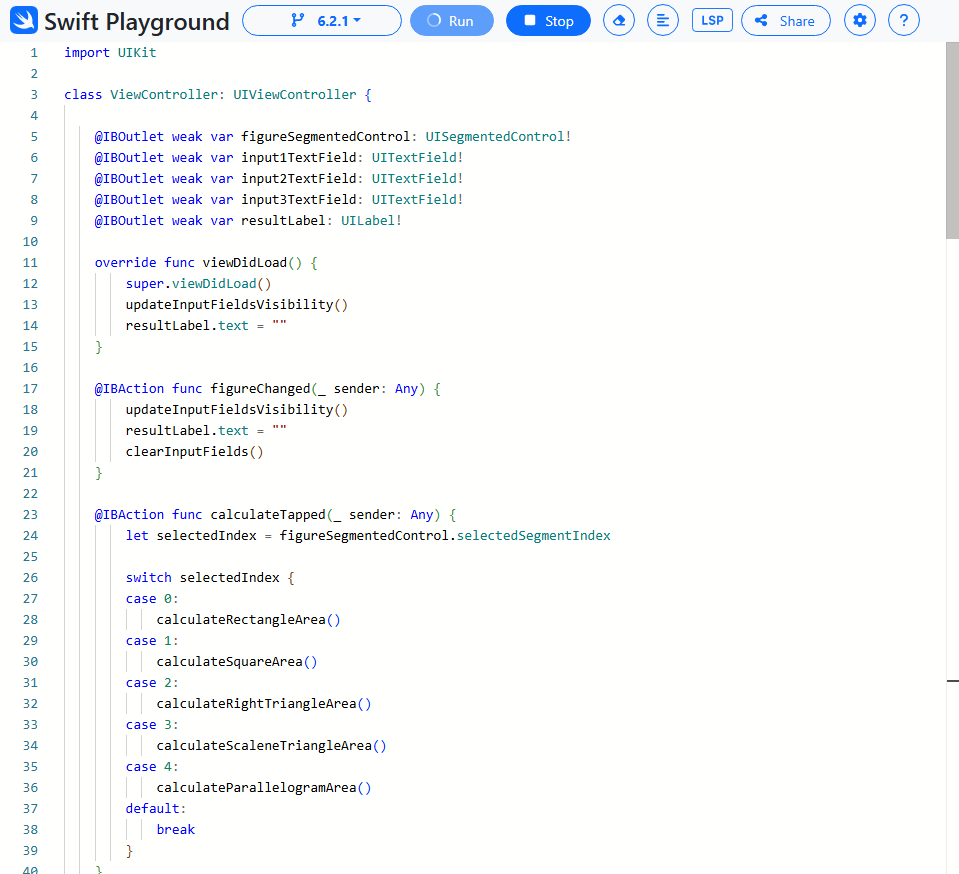 Swift Playground 6.2.1 Run Stop LSP Share ?
1 import UIKit
2
3 class ViewController: UIViewController {
4
5 @IBOutlet weak var figureSegmentedControl: UISegmentedControl!
6 @IBOutlet weak var input1TextField: UITextField!
7 @IBOutlet weak var input2TextField: UITextField!
8 @IBOutlet weak var input3TextField: UITextField!
9 @IBOutlet weak var resultLabel: UILabel!
10
11 override func viewDidLoad() {
12 super.viewDidLoad()
13 updateInputFieldsVisibility()
14 resultLabel.text = ""
15 }
16
17 @IBAction func figureChanged(_ sender: Any) {
18 updateInputFieldsVisibility()
19 resultLabel.text = ""
20 clearInputFields()
21 }
22
23 @IBAction func calculateTapped(_ sender: Any) {
24 let selectedIndex = figureSegmentedControl.selectedSegmentIndex
25
26 switch selectedIndex {
27 case 0:
28 calculateRectangleArea()
29 case 1:
30 calculateSquareArea()
31 case 2:
32 calculateRightTriangleArea()
33 case 3:
34 calculateScaleneTriangleArea()
35 case 4:
36 calculateParallelogramArea()
37 default:
38 break
39 }
40 }